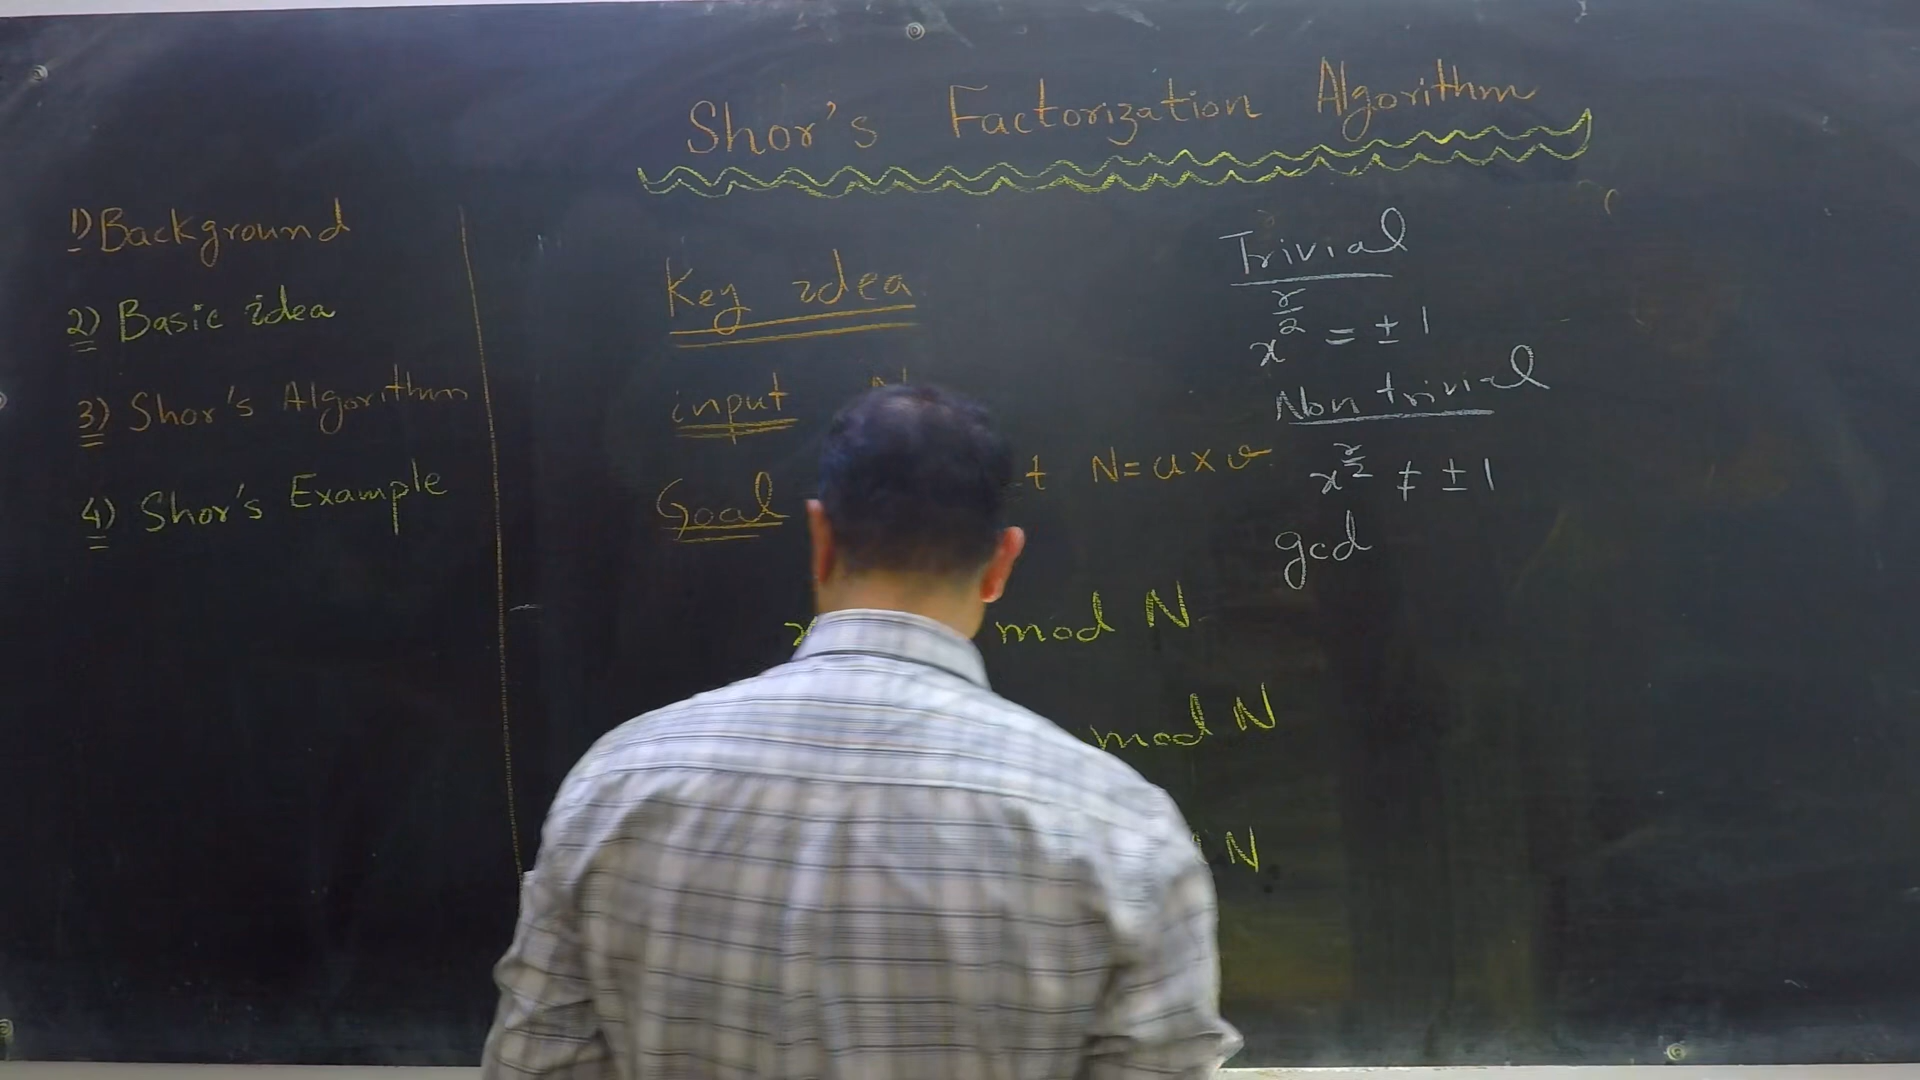 Shor's Factorization Algorithm
1) Background
2) Basic idea
3) Shor's Algorithm
4) Shor's Example
Key idea
input N
Goal t N = u × v
x mod N
mod N
N
Trivial
x^(r/2) = ± 1
Non trivial
x^(r/2) ≠ ± 1
gcd